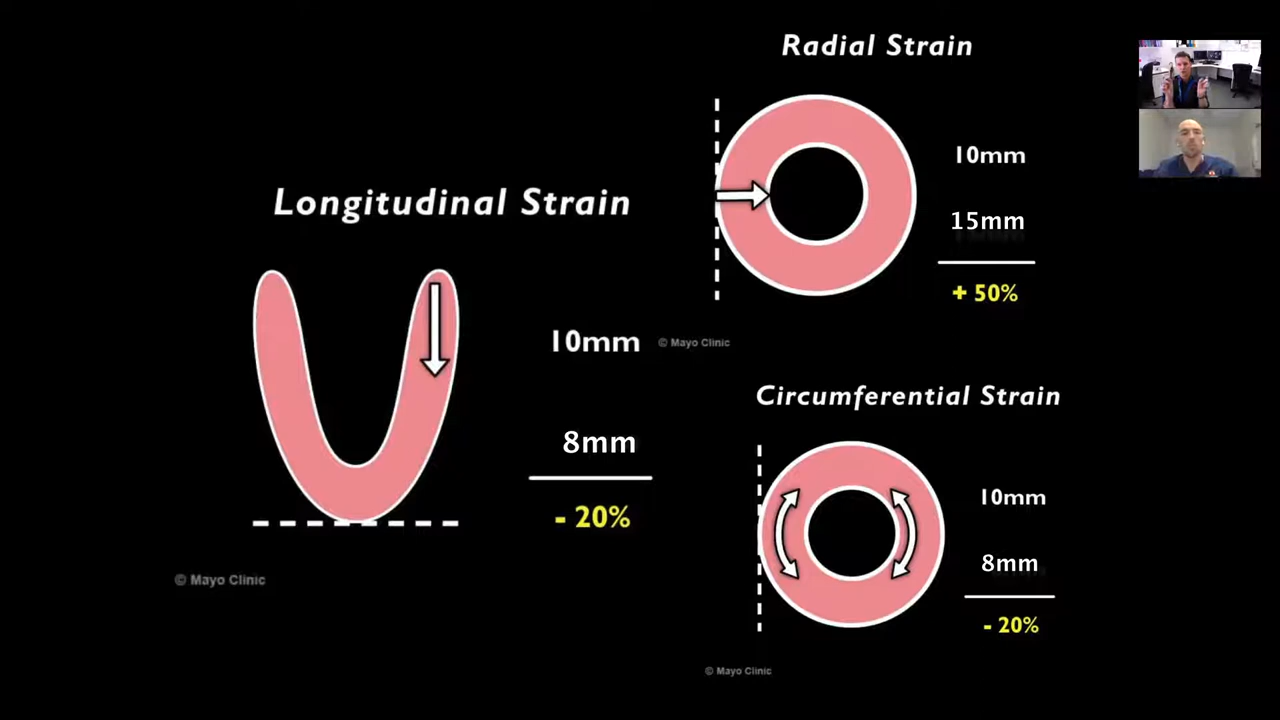 Longitudinal Strain
10mm
8mm
- 20%
© Mayo Clinic
Radial Strain
10mm
15mm
+ 50%
© Mayo Clinic
Circumferential Strain
10mm
8mm
- 20%
© Mayo Clinic